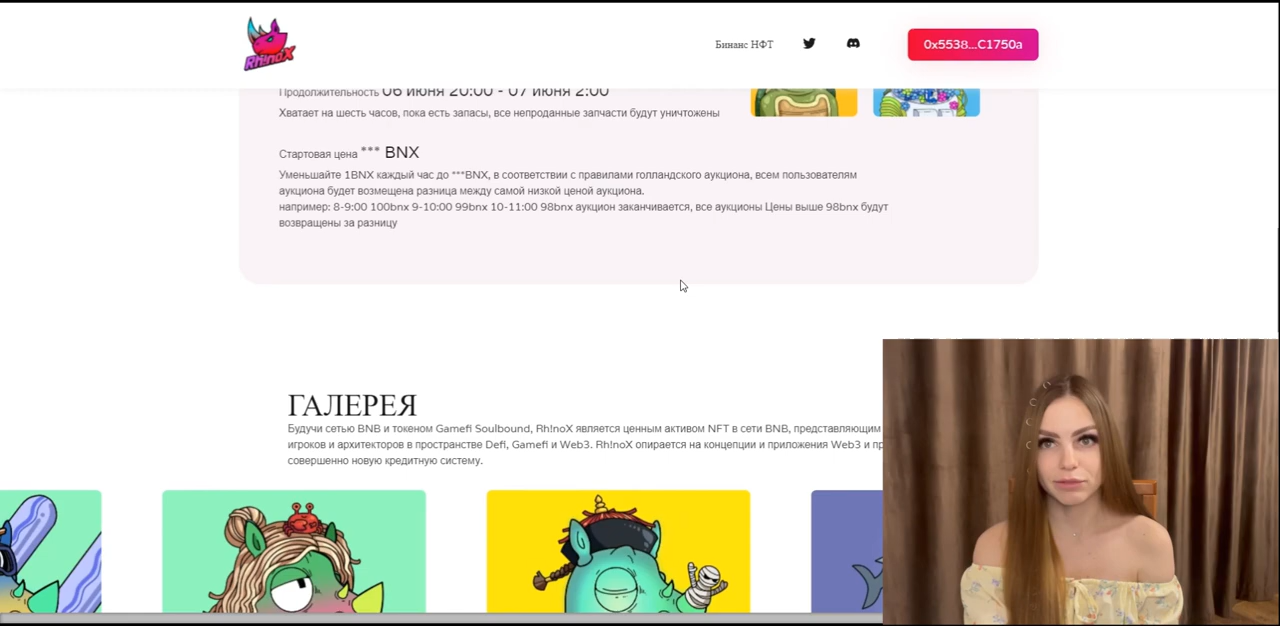 Rh!noX
Бинанс НФТ
0x5538...C1750a
Продолжительность 06 июня 20:00 - 07 июня 2:00
Хватает на шесть часов, пока есть запасы, все непроданные запчасти будут уничтожены
Стартовая цена *** BNX
Уменьшайте 1BNX каждый час до ***BNX, в соответствии с правилами голландского аукциона, всем пользователям
аукциона будет возмещена разница между самой низкой ценой аукциона.
например: 8-9:00 100bnx 9-10:00 99bnx 10-11:00 98bnx аукцион заканчивается, все аукционы Цены выше 98bnx будут
возвращены за разницу
ГАЛЕРЕЯ
Будучи сетью BNB и токеном Gamefi Soulbound, Rh!noX является ценным активом NFT в сети BNB, представляющим
игроков и архитекторов в пространстве Defi, Gamefi и Web3. Rh!noX опирается на концепции и приложения Web3 и
совершенно новую кредитную систему.